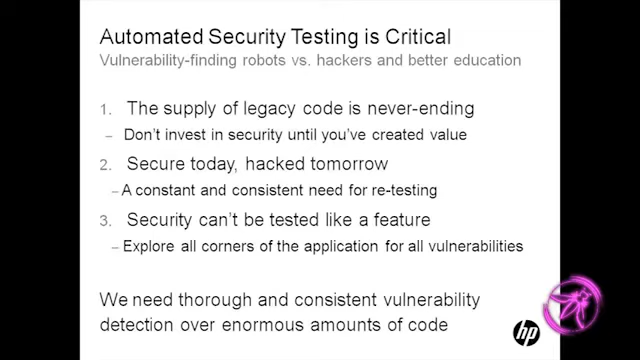 Automated Security Testing is Critical
Vulnerability-finding robots vs. hackers and better education
1. The supply of legacy code is never-ending
– Don't invest in security until you've created value
2. Secure today, hacked tomorrow
– A constant and consistent need for re-testing
3. Security can't be tested like a feature
– Explore all corners of the application for all vulnerabilities
We need thorough and consistent vulnerability
detection over enormous amounts of code
hp